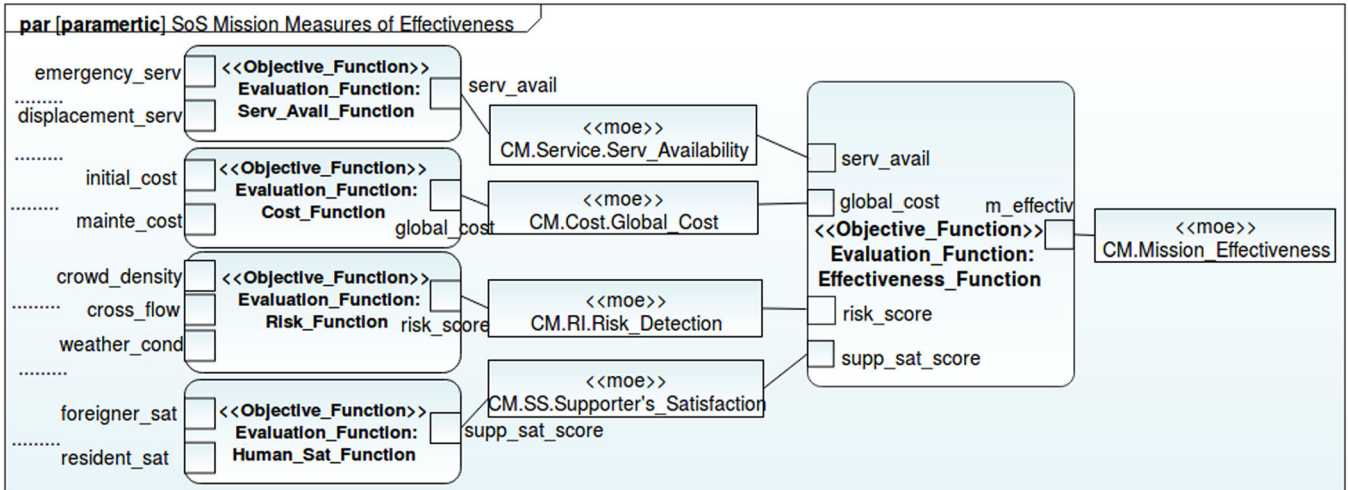 par [paramertic] SoS Mission Measures of Effectiveness
emergency_serv
.........
displacement_serv
.........
<<Objective_Function>>
Evaluation_Function:
Serv_Avail_Function
serv_avail
<<moe>>
CM.Service.Serv_Availability
initial_cost
.........
mainte_cost
<<Objective_Function>>
Evaluation_Function:
Cost_Function
global_cost
<<moe>>
CM.Cost.Global_Cost
crowd_density
.........
cross_flow
weather_cond
.........
<<Objective_Function>>
Evaluation_Function:
Risk_Function
risk_score
<<moe>>
CM.RI.Risk_Detection
foreigner_sat
.........
resident_sat
<<Objective_Function>>
Evaluation_Function:
Human_Sat_Function
supp_sat_score
<<moe>>
CM.SS.Supporter's_Satisfaction
serv_avail
global_cost
m_effectiv
<<Objective_Function>>
Evaluation_Function:
Effectiveness_Function
risk_score
supp_sat_score
<<moe>>
CM.Mission_Effectiveness